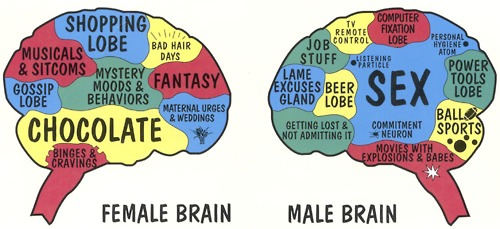 SHOPPING
LOBE
BAD HAIR
DAYS
MUSICALS
& SITCOMS
MYSTERY
MOODS &
BEHAVIORS
FANTASY
GOSSIP
LOBE
MATERNAL URGES
& WEDDINGS
CHOCOLATE
BINGES &
CRAVINGS
FEMALE BRAIN
TV
REMOTE
CONTROL
COMPUTER
FIXATION
LOBE
PERSONAL
HYGIENE
ATOM
JOB
STUFF
LISTENING
PARTICLE
POWER
TOOLS
LOBE
LAME
EXCUSES
GLAND
BEER
LOBE
SEX
BALL
SPORTS
GETTING LOST &
NOT ADMITTING IT
COMMITMENT
NEURON
MOVIES WITH
EXPLOSIONS & BABES
MALE BRAIN